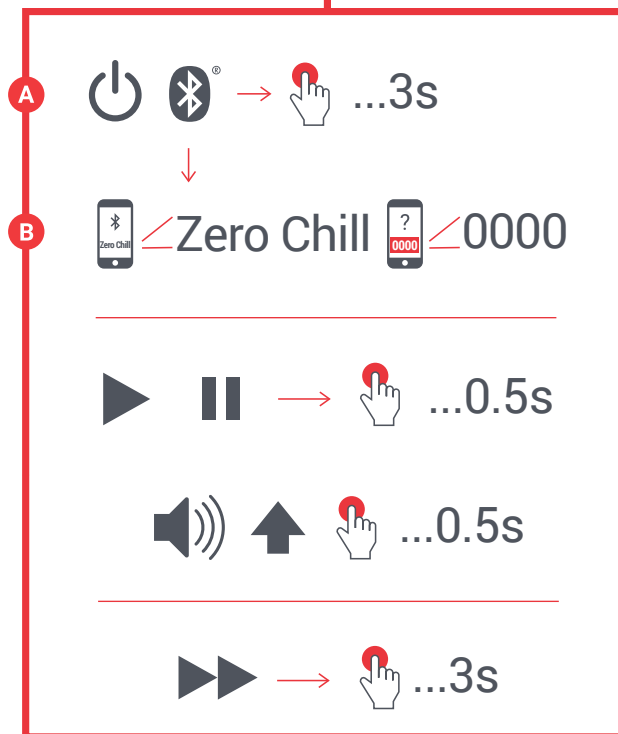 A ® ...3s
B Zero Chill Zero Chill ? 0000 0000
...0.5s
...0.5s
...3s